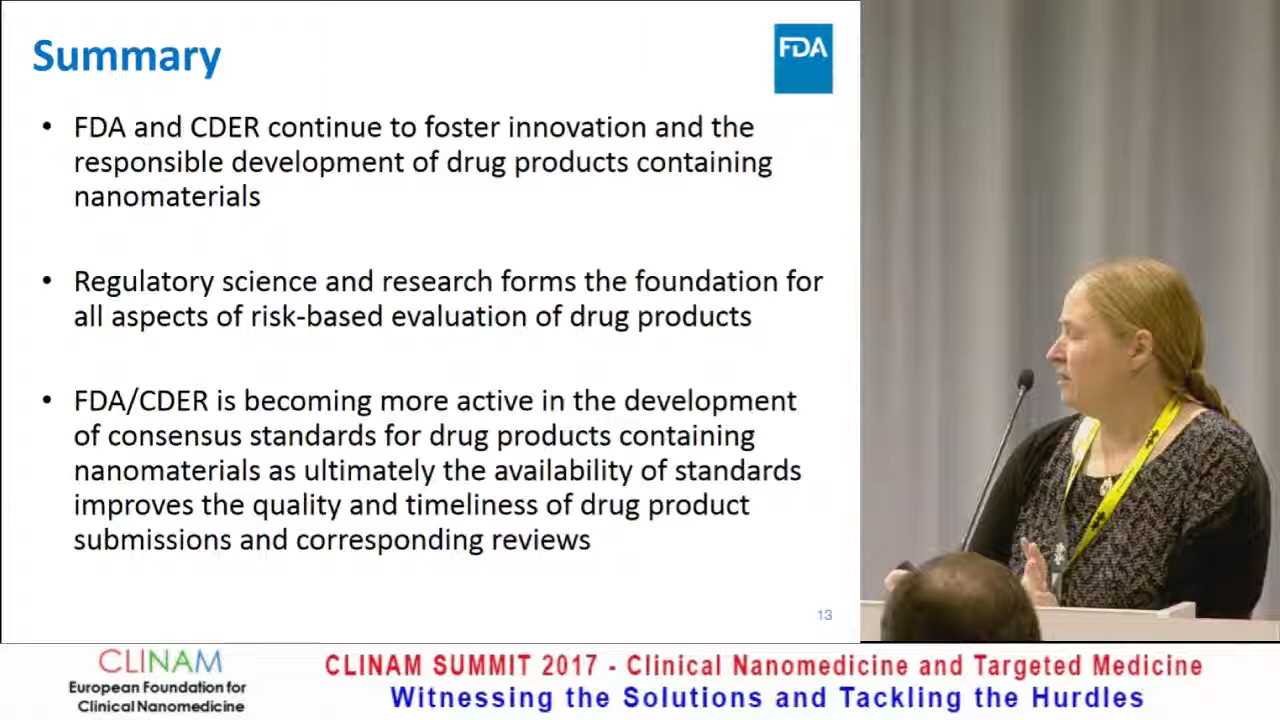 Summary
FDA
• FDA and CDER continue to foster innovation and the
responsible development of drug products containing
nanomaterials
• Regulatory science and research forms the foundation for
all aspects of risk-based evaluation of drug products
• FDA/CDER is becoming more active in the development
of consensus standards for drug products containing
nanomaterials as ultimately the availability of standards
improves the quality and timeliness of drug product
submissions and corresponding reviews
13
CLINAM
European Foundation for
Clinical Nanomedicine
CLINAM SUMMIT 2017 - Clinical Nanomedicine and Targeted Medicine
Witnessing the Solutions and Tackling the Hurdles